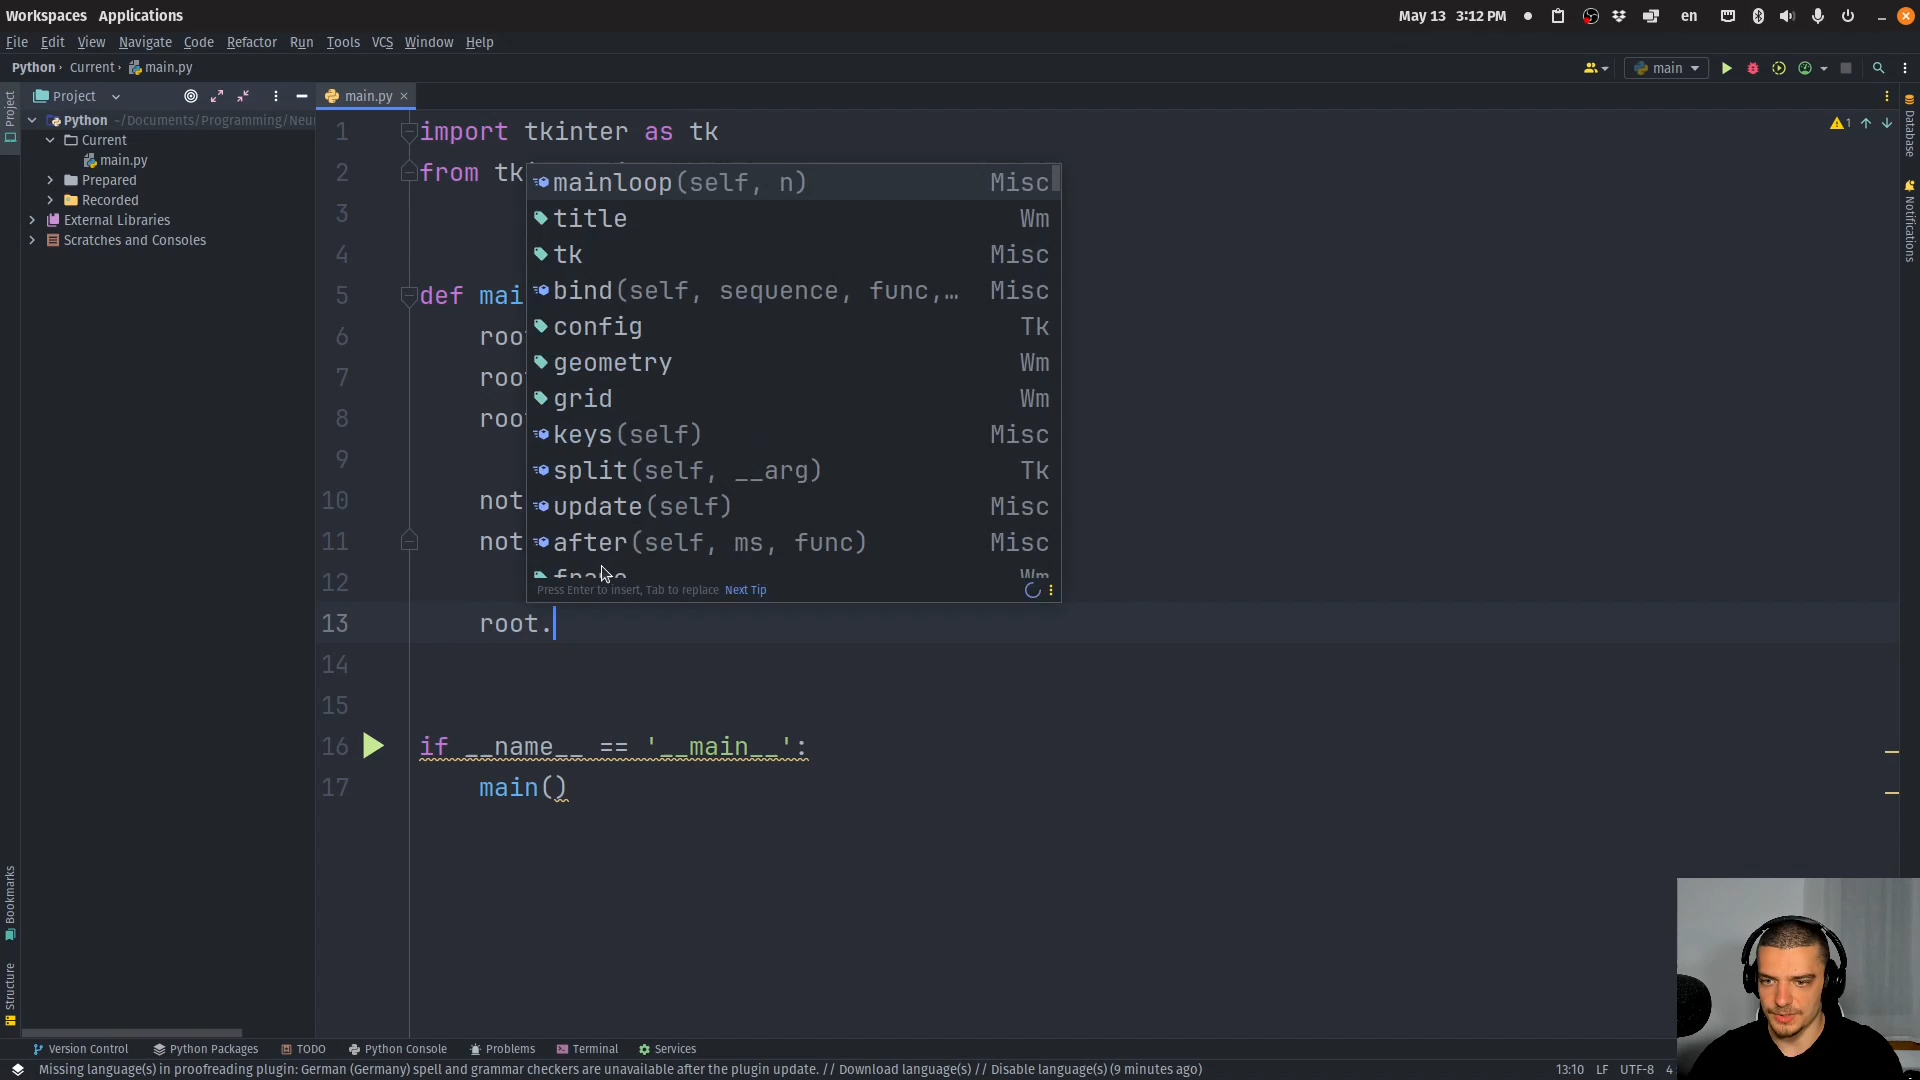 Workspaces Applications
May 13 3:12 PM
en
File Edit View Navigate Code Refactor Run Tools VCS Window Help
Python Current main.py
main
Project
main.py
Python ~/Documents/Programming/Neur
Current
main.py
Prepared
Recorded
External Libraries
Scratches and Consoles
Project
Bookmarks
Structure
Database
Notifications
1
1 import tkinter as tk
2 from tk
3
4
5 def mai
6 roo
7 roo
8 roo
9
10 not
11 not
12
13 root.
14
15
16 if __name__ == '__main__':
17 main()
mainloop(self, n) Misc
title Wm
tk Misc
bind(self, sequence, func,… Misc
config Tk
geometry Wm
grid Wm
keys(self) Misc
split(self, __arg) Tk
update(self) Misc
after(self, ms, func) Misc
frame Wm
Press Enter to insert, Tab to replace Next Tip
Version Control Python Packages TODO Python Console Problems Terminal Services
Missing language(s) in proofreading plugin: German (Germany) spell and grammar checkers are unavailable after the plugin update. // Download language(s) // Disable language(s) (9 minutes ago)
13:10 LF UTF-8 4